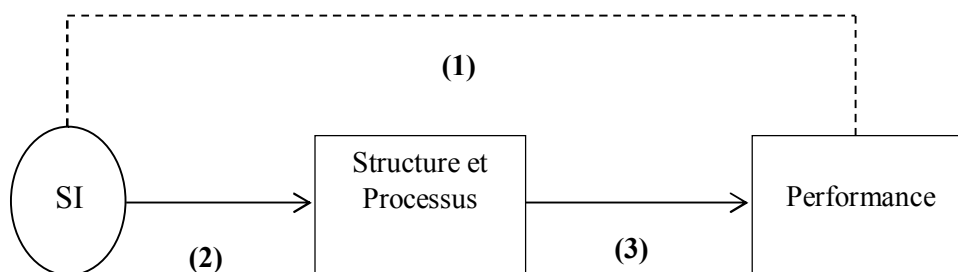 (1)
SI
Structure et
Processus
Performance
(2)
(3)